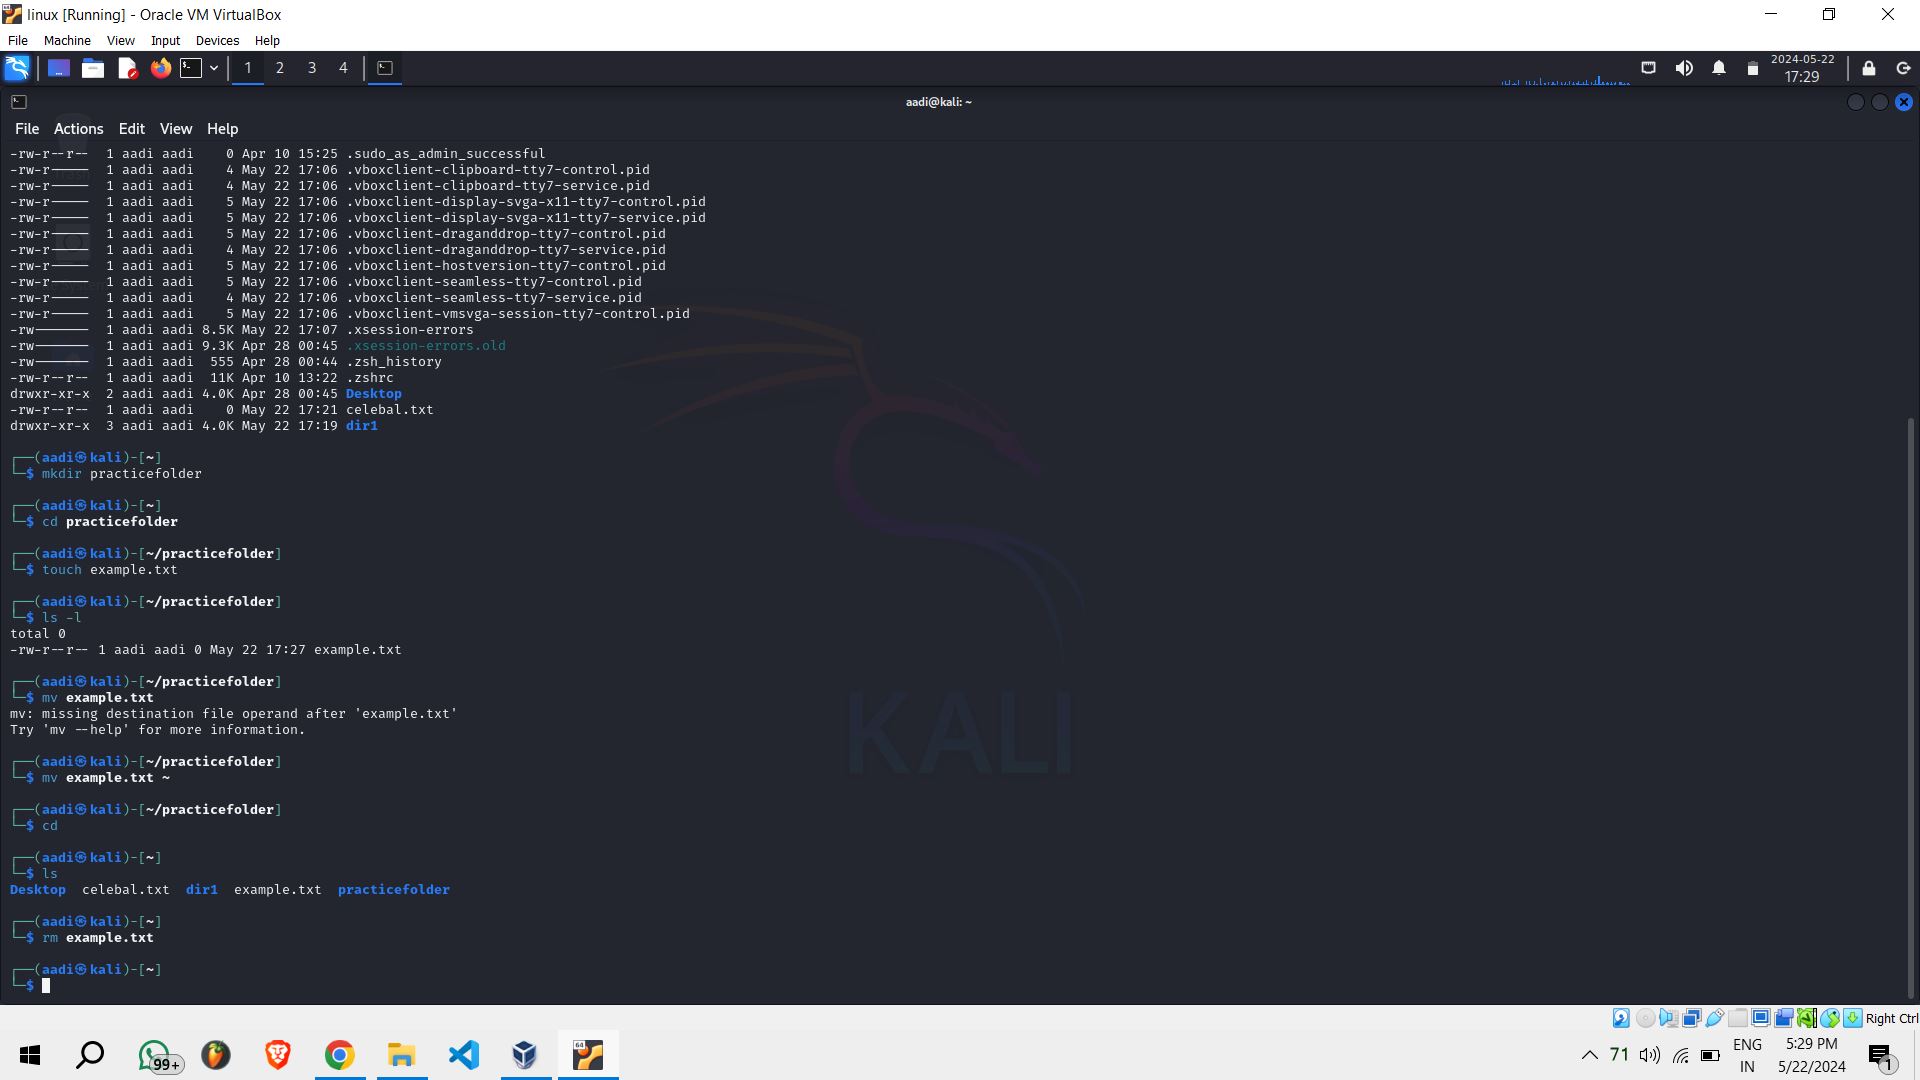 linux [Running] - Oracle VM VirtualBox
File Machine View Input Devices Help
1 2 3 4
2024-05-22
17:29
aadi@kali: ~
File Actions Edit View Help
-rw-r--r-- 1 aadi aadi 0 Apr 10 15:25 .sudo_as_admin_successful
-rw-r----- 1 aadi aadi 4 May 22 17:06 .vboxclient-clipboard-tty7-control.pid
-rw-r----- 1 aadi aadi 4 May 22 17:06 .vboxclient-clipboard-tty7-service.pid
-rw-r----- 1 aadi aadi 5 May 22 17:06 .vboxclient-display-svga-x11-tty7-control.pid
-rw-r----- 1 aadi aadi 5 May 22 17:06 .vboxclient-display-svga-x11-tty7-service.pid
-rw-r----- 1 aadi aadi 5 May 22 17:06 .vboxclient-draganddrop-tty7-control.pid
-rw-r----- 1 aadi aadi 4 May 22 17:06 .vboxclient-draganddrop-tty7-service.pid
-rw-r----- 1 aadi aadi 5 May 22 17:06 .vboxclient-hostversion-tty7-control.pid
-rw-r----- 1 aadi aadi 5 May 22 17:06 .vboxclient-seamless-tty7-control.pid
-rw-r----- 1 aadi aadi 4 May 22 17:06 .vboxclient-seamless-tty7-service.pid
-rw-r----- 1 aadi aadi 5 May 22 17:06 .vboxclient-vmsvga-session-tty7-control.pid
-rw------- 1 aadi aadi 8.5K May 22 17:07 .xsession-errors
-rw------- 1 aadi aadi 9.3K Apr 28 00:45 .xsession-errors.old
-rw------- 1 aadi aadi 555 Apr 28 00:44 .zsh_history
-rw-r--r-- 1 aadi aadi 11K Apr 10 13:22 .zshrc
drwxr-xr-x 2 aadi aadi 4.0K Apr 28 00:45 Desktop
-rw-r--r-- 1 aadi aadi 0 May 22 17:21 celebal.txt
drwxr-xr-x 3 aadi aadi 4.0K May 22 17:19 dir1
┌──(aadi㉿kali)-[~]
└─$ mkdir practicefolder
┌──(aadi㉿kali)-[~]
└─$ cd practicefolder
┌──(aadi㉿kali)-[~/practicefolder]
└─$ touch example.txt
┌──(aadi㉿kali)-[~/practicefolder]
└─$ ls -l
total 0
-rw-r--r-- 1 aadi aadi 0 May 22 17:27 example.txt
┌──(aadi㉿kali)-[~/practicefolder]
└─$ mv example.txt
mv: missing destination file operand after 'example.txt'
Try 'mv --help' for more information.
┌──(aadi㉿kali)-[~/practicefolder]
└─$ mv example.txt ~
┌──(aadi㉿kali)-[~/practicefolder]
└─$ cd
┌──(aadi㉿kali)-[~]
└─$ ls
Desktop celebal.txt dir1 example.txt practicefolder
┌──(aadi㉿kali)-[~]
└─$ rm example.txt
┌──(aadi㉿kali)-[~]
└─$
KALI
Right Ctrl
99+
64
71
ENG
IN
5:29 PM
5/22/2024
1